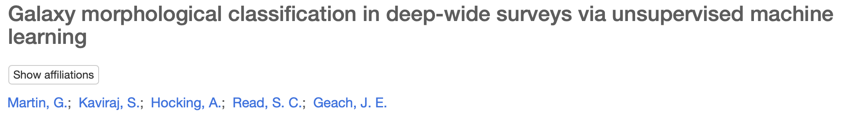 Galaxy morphological classification in deep-wide surveys via unsupervised machine
learning
Show affiliations
Martin, G.; Kaviraj, S.; Hocking, A.; Read, S. C.; Geach, J. E.